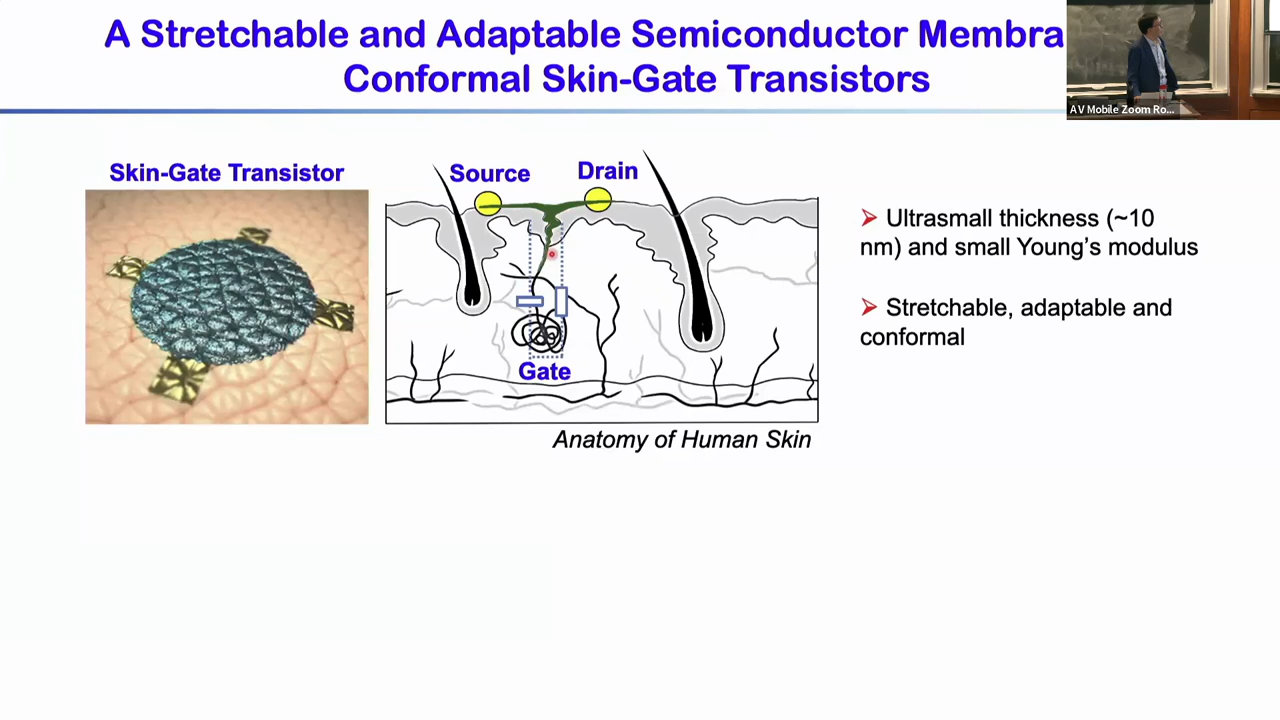 A Stretchable and Adaptable Semiconductor Membra
Conformal Skin-Gate Transistors
AV Mobile Zoom Ro...
Skin-Gate Transistor
Source
Drain
Gate
Anatomy of Human Skin
➢ Ultrasmall thickness (~10
nm) and small Young's modulus
➢ Stretchable, adaptable and
conformal